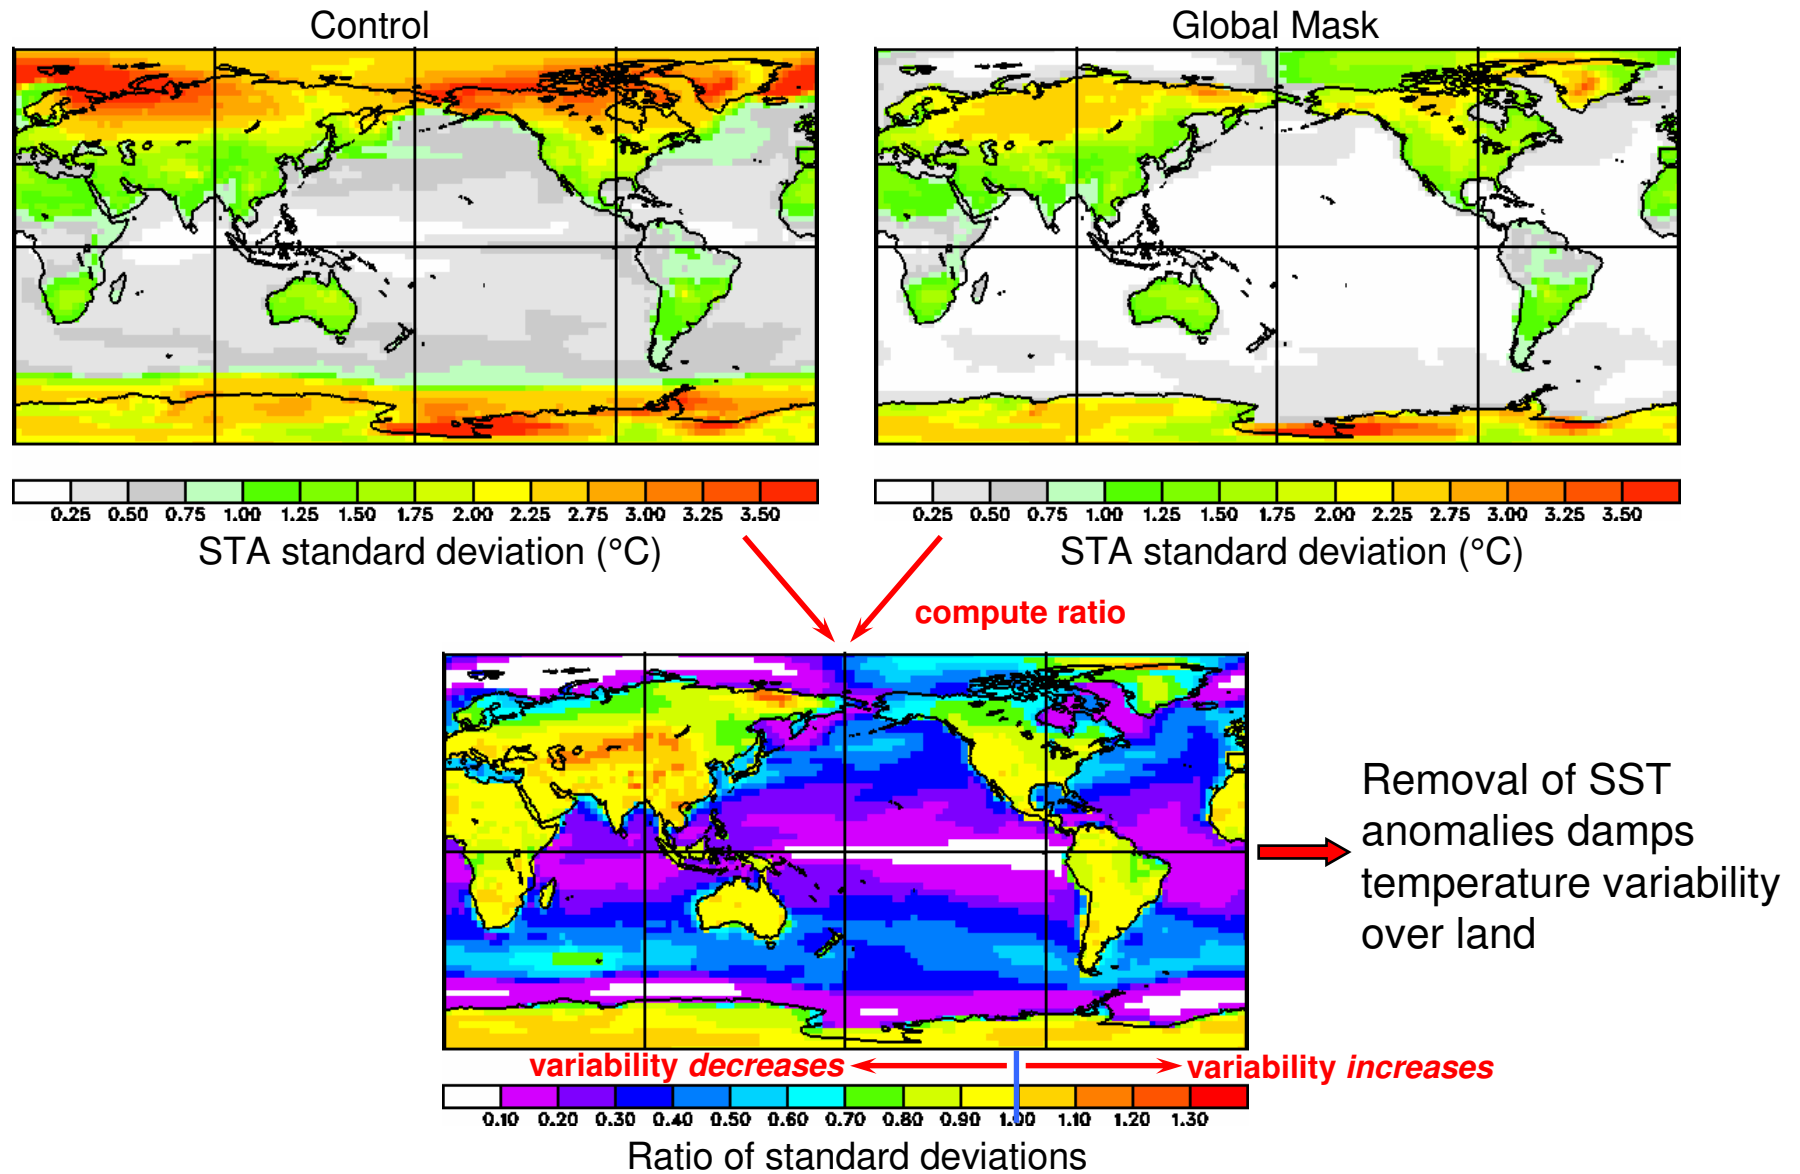 Control
Global Mask
0.25 0.50 0.75 1.00 1.25 1.50 1.75 2.00 2.25 2.75 3.00 3.25 3.50
0.25 0.50 0.75 1.00 1.25 1.50 1.75 2.00 2.25 2.75 3.00 3.25 3.50
STA standard deviation (°C)
STA standard deviation (°C)
compute ratio
Removal of SST
anomalies damps
temperature variability
over land
variability decreases
variability increases
0.10 0.20 0.30 0.40 0.50 0.60 0.70 0.80 0.90 1.00 1.10 1.20 1.30
Ratio of standard deviations